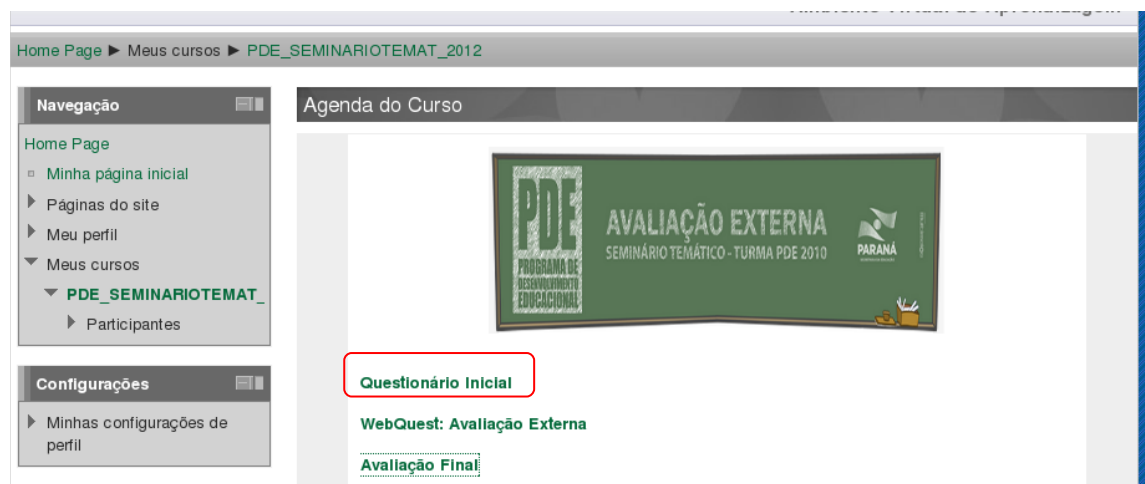 Home Page ► Meus cursos ► PDE_SEMINARIOTEMAT_2012
Navegação
Home Page
Minha página inicial
Páginas do site
Meu perfil
Meus cursos
PDE_SEMINARIOTEMAT_
Participantes
Configurações
Minhas configurações de
perfil
Agenda do Curso
PDE
PROGRAMA DE
DESENVOLVIMENTO
EDUCACIONAL
AVALIAÇÃO EXTERNA
SEMINÁRIO TEMÁTICO - TURMA PDE 2010
PARANÁ
Questionário Inicial
WebQuest: Avaliação Externa
Avaliação Final